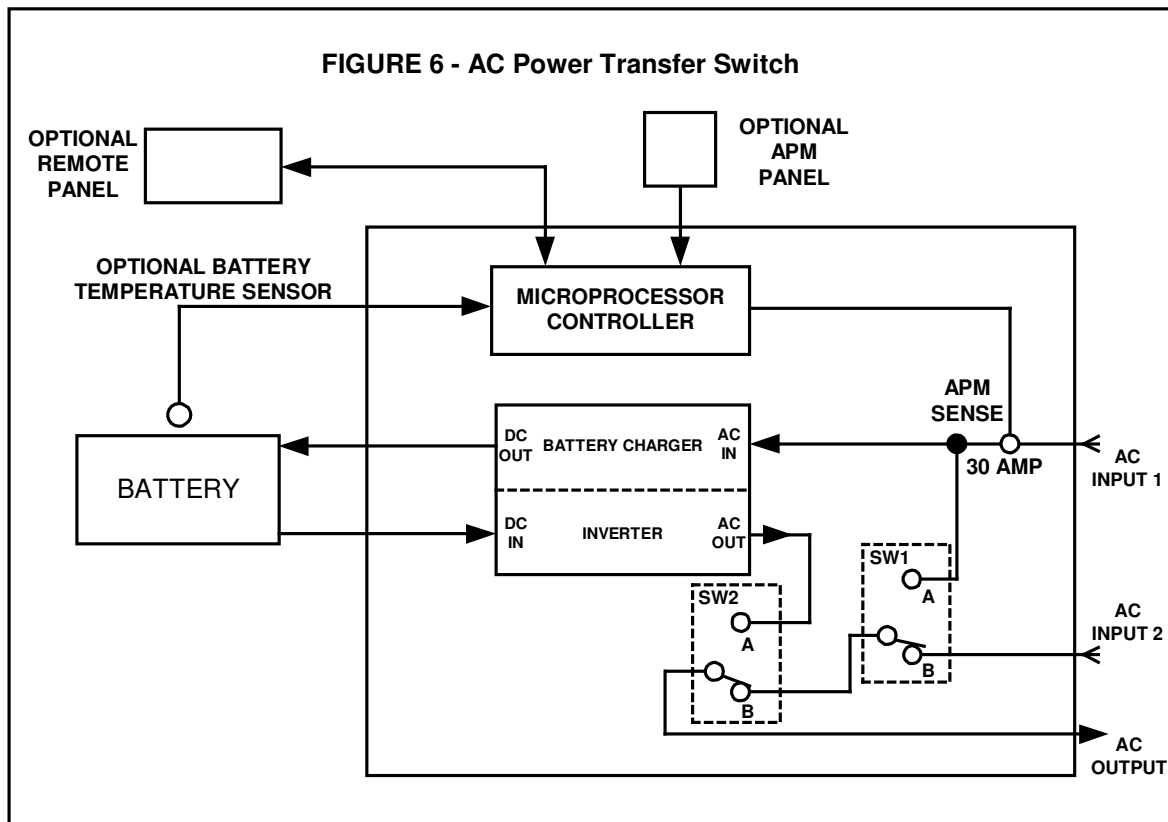 FIGURE 6 - AC Power Transfer Switch
OPTIONAL
REMOTE
PANEL
OPTIONAL
APM
PANEL
OPTIONAL BATTERY
TEMPERATURE SENSOR
MICROPROCESSOR
CONTROLLER
APM
SENSE
30 AMP
AC
INPUT 1
DC
OUT
BATTERY CHARGER
AC
IN
BATTERY
DC
IN
INVERTER
AC
OUT
SW1
A
B
SW2
A
B
AC
INPUT 2
AC
OUTPUT